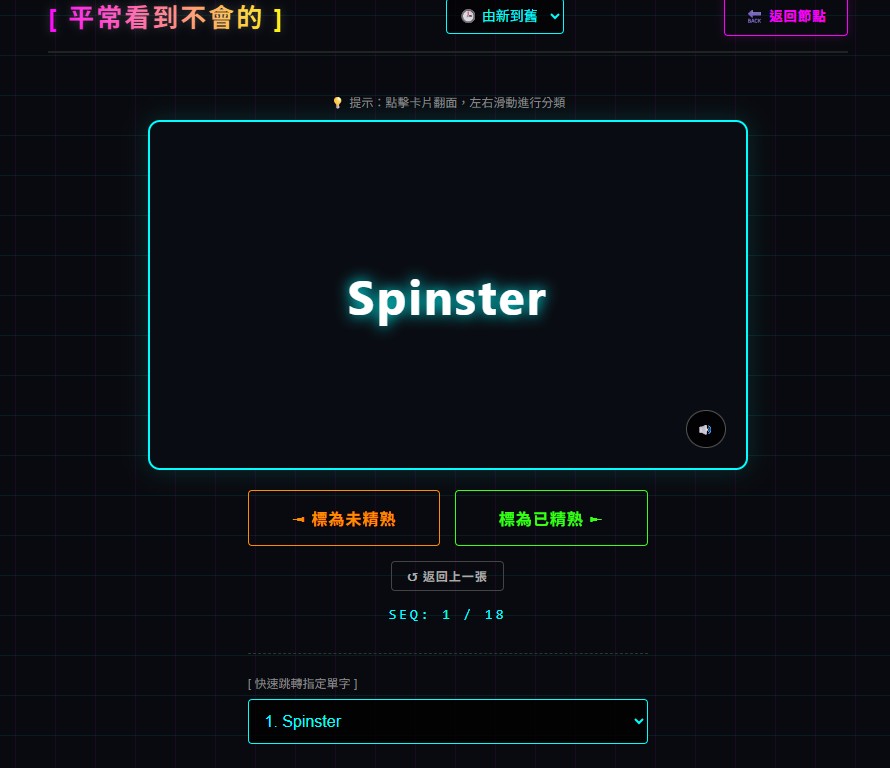 [ 平常看到不會的 ]
由新到舊
BACK 返回節點
提示：點擊卡片翻面，左右滑動進行分類
Spinster
標為未精熟
標為已精熟
↺ 返回上一張
SEQ: 1 / 18
[ 快速跳轉指定單字 ]
1. Spinster